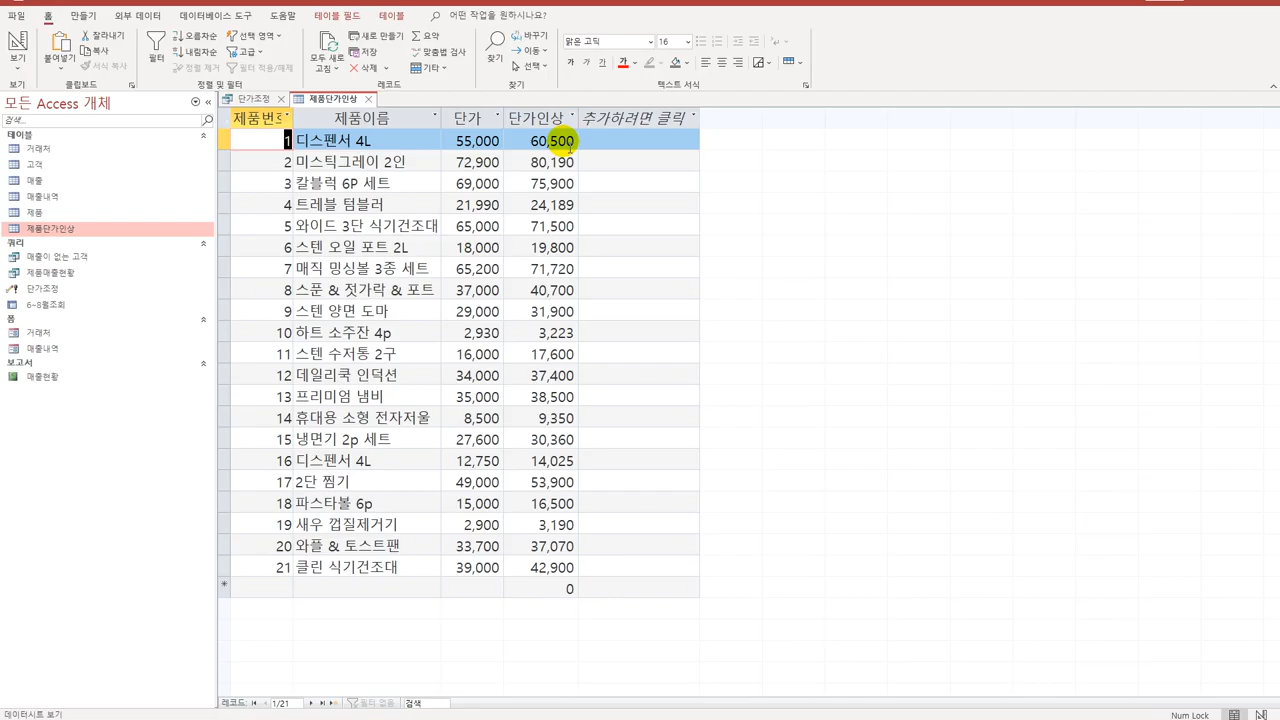 파일 홈 만들기 외부 데이터 데이터베이스 도구 도움말 테이블 필드 테이블 어떤 작업을 원하시나요?
보기
붙여넣기
잘라내기
복사
서식 복사
클립보드
필터
오름차순
내림차순
정렬 제거
선택 영역
고급
필터 적용/해제
정렬 및 필터
모두 새로 고침
새로 만들기
저장
삭제
요약
맞춤법 검사
기타
레코드
찾기
바꾸기
이동
선택
찾기
맑은 고딕 16
가 가 가 가
텍스트 서식
모든 Access 개체
검색...
테이블
거래처
고객
매출
매출내역
제품
제품단가인상
쿼리
매출이 없는 고객
제품매출현황
단가조정
6~8월조회
폼
거래처
매출내역
보고서
매출현황
단가조정 제품단가인상
제품번호 제품이름 단가 단가인상 추가하려면 클릭
1 디스펜서 4L 55,000 60,500
2 미스틱그레이 2인 72,900 80,190
3 칼블럭 6P 세트 69,000 75,900
4 트레블 텀블러 21,990 24,189
5 와이드 3단 식기건조대 65,000 71,500
6 스텐 오일 포트 2L 18,000 19,800
7 매직 밍싱볼 3종 세트 65,200 71,720
8 스푼 & 젓가락 & 포트 37,000 40,700
9 스텐 양면 도마 29,000 31,900
10 하트 소주잔 4p 2,930 3,223
11 스텐 수저통 2구 16,000 17,600
12 데일리쿡 인덕션 34,000 37,400
13 프리미엄 냄비 35,000 38,500
14 휴대용 소형 전자저울 8,500 9,350
15 냉면기 2p 세트 27,600 30,360
16 디스펜서 4L 12,750 14,025
17 2단 찜기 49,000 53,900
18 파스타볼 6p 15,000 16,500
19 새우 껍질제거기 2,900 3,190
20 와플 & 토스트팬 33,700 37,070
21 클린 식기건조대 39,000 42,900
0
레코드: 1/21 필터 없음 검색
데이터시트 보기 Num Lock